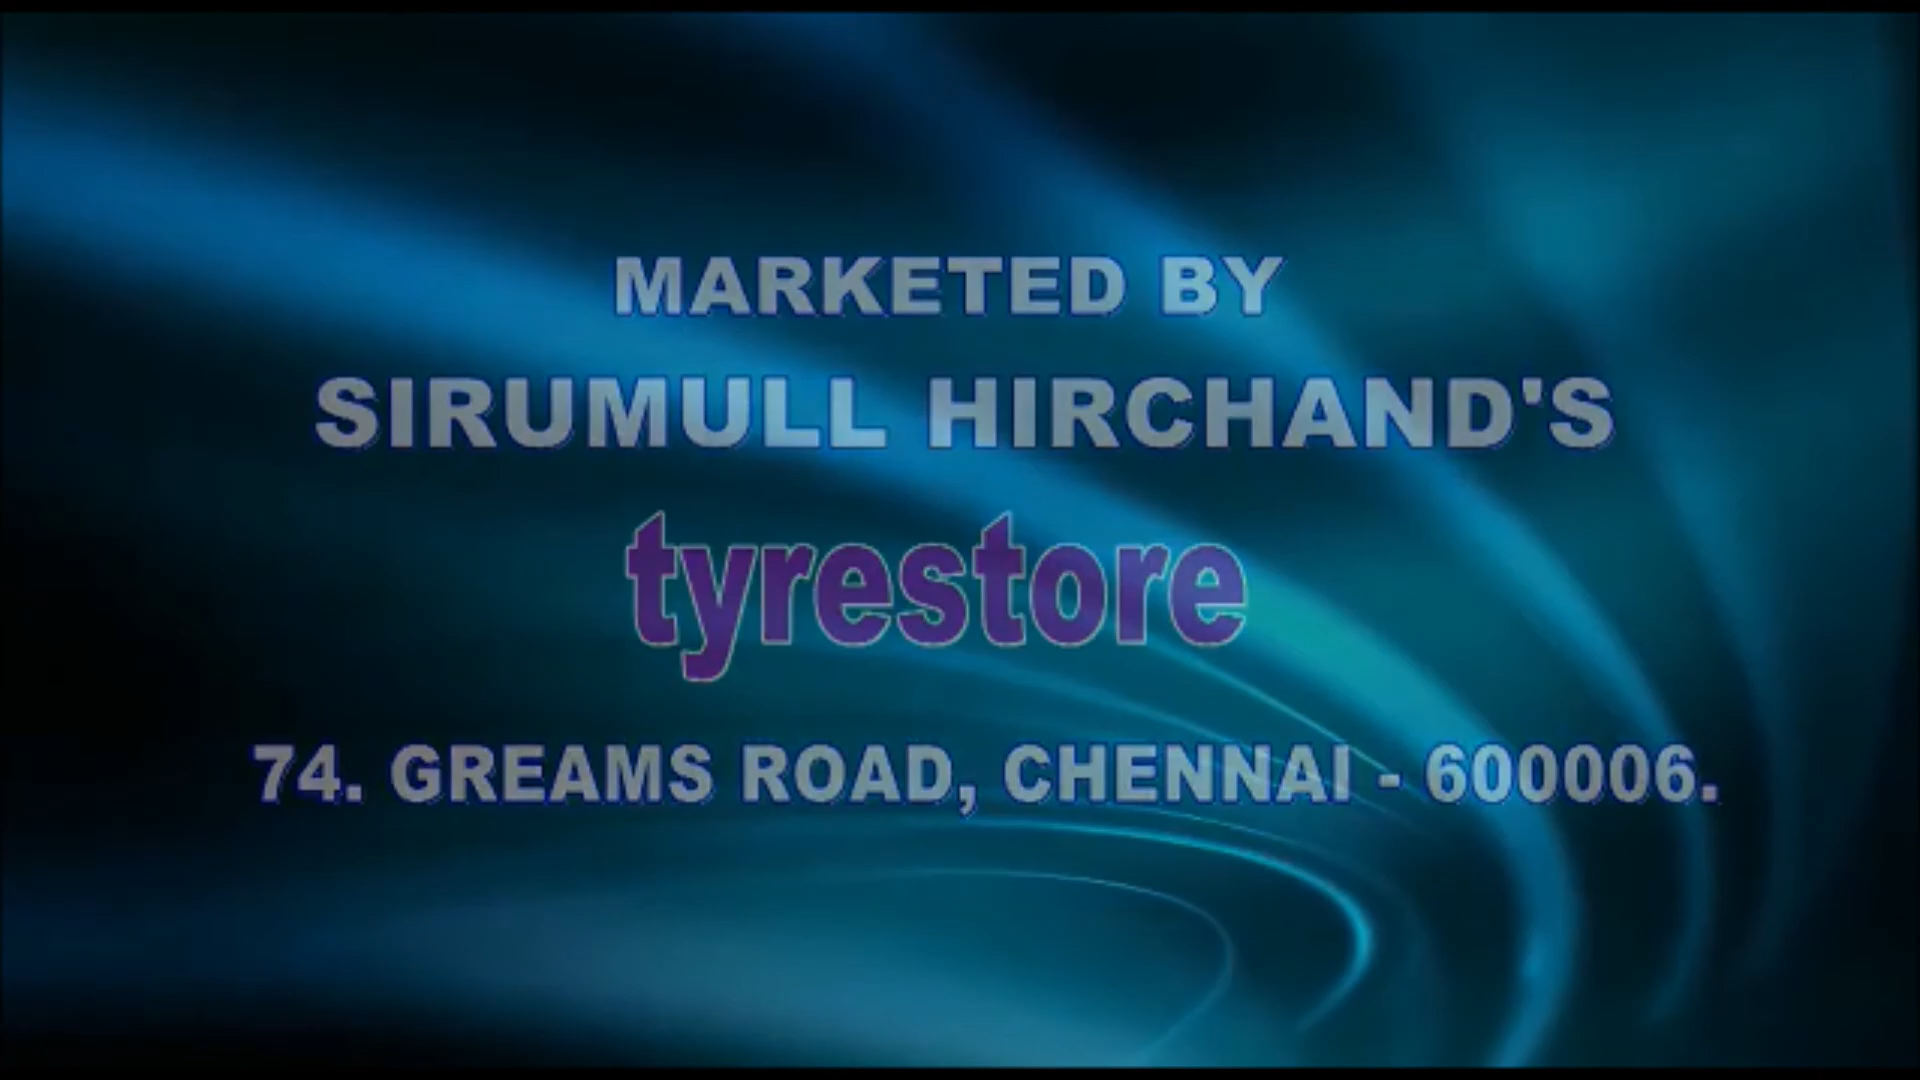 MARKETED BY
SIRUMULL HIRCHAND'S
tyrestore
74. GREAMS ROAD, CHENNAI - 600006.